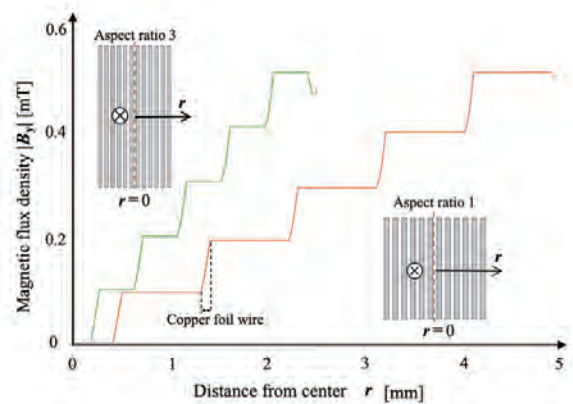 0.6
Aspect ratio 3
r
r = 0
0.4
Magnetic flux density |By| [mT]
Aspect ratio 1
r
r = 0
0.2
Copper foil wire
0
0 1 2 3 4 5
Distance from center r [mm]